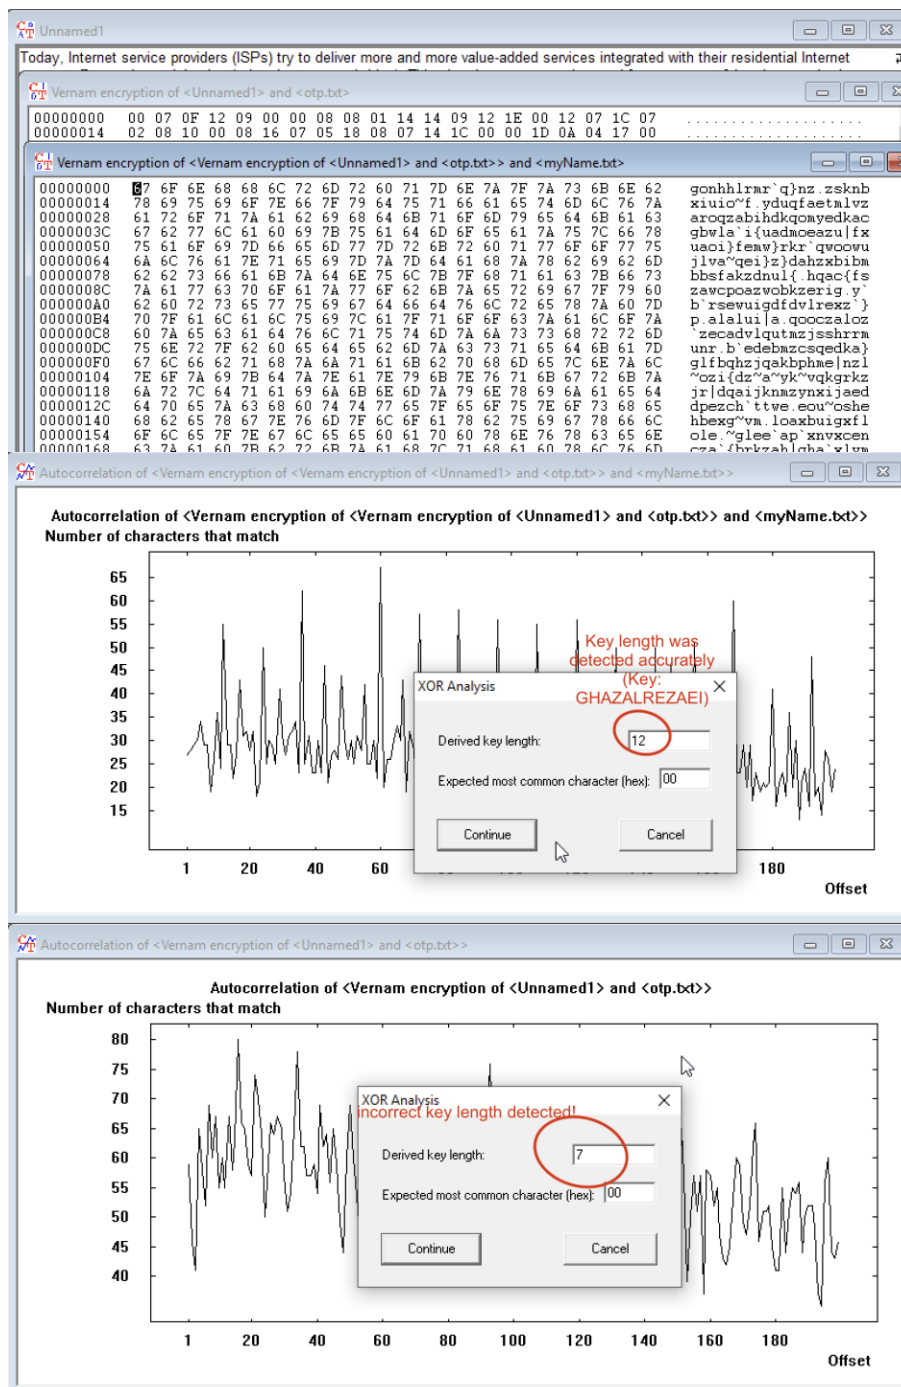 Unnamed1
Today, Internet service providers (ISPs) try to deliver more and more value-added services integrated with their residential Internet
Vernam encryption of <Unnamed1> and <otp.txt>
00000000 00 07 0F 12 09 00 00 08 08 01 14 14 09 12 1E 00 12 07 1C 07 ....................
00000014 02 08 10 00 08 16 07 05 18 08 07 14 1C 00 00 1D 0A 04 17 00 ....................
Vernam encryption of <Vernam encryption of <Unnamed1> and <otp.txt>> and <myName.txt>
00000000 67 6F 6E 68 68 6C 72 6D 72 60 71 7D 6E 7A 7F 7A 73 6B 6E 62 gonhhlrmr`q}nz.zsknb
00000014 78 69 75 69 6F 7E 66 7F 79 64 75 71 66 61 65 74 6D 6C 76 7A xiuio~f.yduqfaetmlvz
00000028 61 72 6F 71 7A 61 62 69 68 64 6B 71 6F 6D 79 65 64 6B 61 63 aroqzabihdkqomyedkac
0000003C 67 62 77 6C 61 60 69 7B 75 61 64 6D 6F 65 61 7A 75 7C 66 78 gbwla`i{uadmoeazu|fx
00000050 75 61 6F 69 7D 66 65 6D 77 7D 72 6B 72 60 71 77 6F 6F 77 75 uaoi}femw}rkr`qwoowu
00000064 6A 6C 76 61 7E 71 65 69 7D 7A 7D 64 61 68 7A 78 62 69 62 6D jlva~qei}z}dahzxbibm
00000078 62 62 73 66 61 6B 7A 64 6E 75 6C 7B 7F 68 71 61 63 7B 66 73 bbsfakzdnul{.hqac{fs
0000008C 7A 61 77 63 70 6F 61 7A 77 6F 62 6B 7A 65 72 69 67 7F 79 60 zawcpoazwobkzerig.y`
000000A0 62 60 72 73 65 77 75 69 67 64 66 64 76 6C 72 65 78 7A 60 7D b`rsewuigdfdvlrexz`}
000000B4 70 7F 61 6C 61 6C 75 69 7C 61 7F 71 6F 6F 63 7A 61 6C 6F 7A p.alalui|a.qooczaloz
000000C8 60 7A 65 63 61 64 76 6C 71 75 74 6D 7A 6A 73 73 68 72 72 6D `zecadvlqutmzjsshrrm
000000DC 75 6E 72 7F 62 60 65 64 65 62 6D 7A 63 73 71 65 64 6B 61 7D unr.b`edebmzcsqedka}
000000F0 67 6C 66 62 71 68 7A 6A 71 61 6B 62 70 68 6D 65 7C 6E 7A 6C glfbqhzjqakbphme|nzl
00000104 7E 6F 7A 69 7B 64 7A 7E 61 7E 79 6B 7E 76 71 6B 67 72 6B 7A ~ozi{dz~a~yk~vqkgrkz
00000118 6A 72 7C 64 71 61 69 6A 6B 6E 6D 7A 79 6E 78 69 6A 61 65 64 jr|dqaijknmzynxijaed
0000012C 64 70 65 7A 63 68 60 74 74 77 65 7F 65 6F 75 7E 6F 73 68 65 dpezch`ttwe.eou~oshe
00000140 68 62 65 78 67 7E 76 6D 7F 6C 6F 61 78 62 75 69 67 78 66 6C hbexg~vm.loaxbuigxfl
00000154 6F 6C 65 7F 7E 67 6C 65 65 60 61 70 60 78 6E 76 78 63 65 6E ole.~glee`ap`xnvxcen
Autocorrelation of <Vernam encryption of <Vernam encryption of <Unnamed1> and <otp.txt>> and <myName.txt>>
Autocorrelation of <Vernam encryption of <Vernam encryption of <Unnamed1> and <otp.txt>> and <myName.txt>>
Number of characters that match
65
60
55
50
45
40
35
30
25
20
15
Key length was
detected accurately
(Key:
GHAZALREZAEI)
XOR Analysis
Derived key length: 12
Expected most common character (hex): 00
Continue Cancel
1 20 40 60 180
Offset
Autocorrelation of <Vernam encryption of <Unnamed1> and <otp.txt>>
Autocorrelation of <Vernam encryption of <Unnamed1> and <otp.txt>>
Number of characters that match
80
75
70
65
60
55
50
45
40
XOR Analysis
incorrect key length detected!
Derived key length: 7
Expected most common character (hex): 00
Continue Cancel
1 20 40 60 80 100 120 140 160 180
Offset